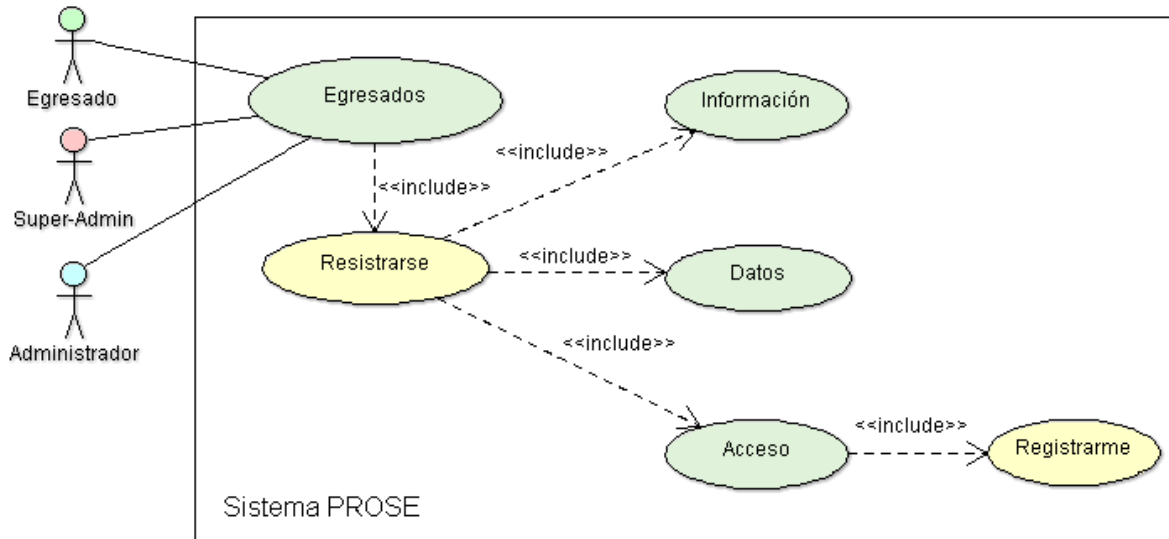 Egresado
Egresados
Información
<<include>>
<<include>>
Super-Admin
Resistrarse
<<include>>
Datos
Administrador
<<include>>
Acceso
<<include>>
Registrarme
Sistema PROSE